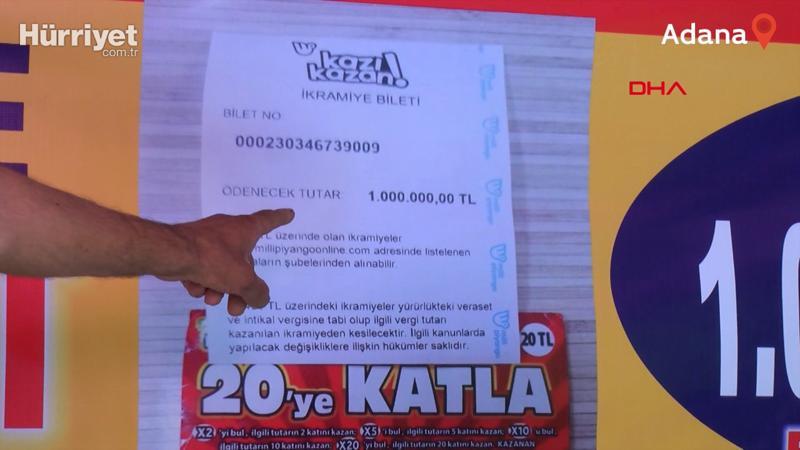 Hürriyet
.com.tr
Adana
DHA
kazı
kazan!
İKRAMİYE BİLETİ
BİLET NO
000230346739009
ÖDENECEK TUTAR: 1.000.000,00 TL
TL üzerinde olan ikramiyeler
millipiyangoonline.com adresinde listelenen
şubelerinden alınabilir.
TL üzerindeki ikramiyeler yürürlükteki veraset
ve intikal vergisine tabi olup ilgili vergi tutarı
kazanılan ikramiyeden kesilecektir. İlgili kanunlarda
yapılacak değişikliklere ilişkin hükümler saklıdır.
20 TL
20'ye KATLA
X2 'yi bul, ilgili tutarın 2 katını kazan, X5 'i bul, ilgili tutarın 5 katını kazan, X10 'u bul,
ilgili tutarın 10 katını kazan, X20 'yi bul, ilgili tutarın 20 katını kazan. KAZANAN
milli piyango
1.0